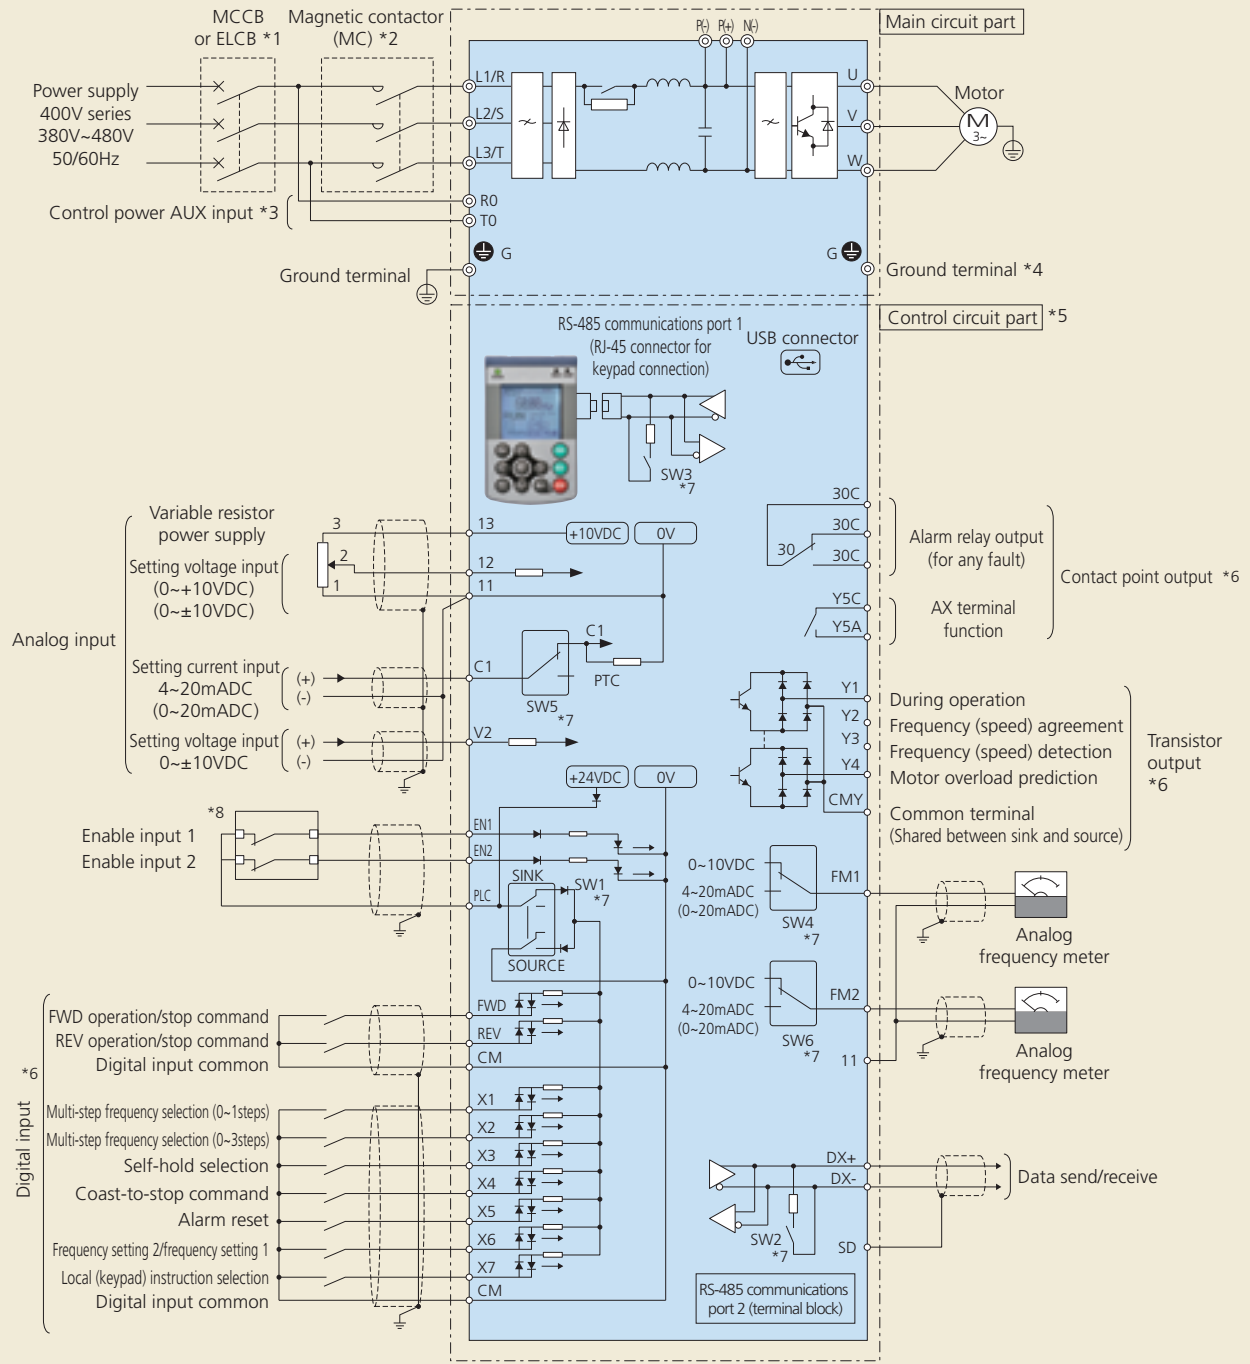 MCCB
or ELCB *1
Magnetic contactor
(MC) *2
P(-) P(+) N(-)
Main circuit part
Power supply
400V series
380V~480V
50/60Hz
L1/R
L2/S
L3/T
U
V
W
Motor
M
3~
Control power AUX input *3
R0
T0
G
G
Ground terminal
Ground terminal *4
Control circuit part *5
RS-485 communications port 1
(RJ-45 connector for
keypad connection)
USB connector
SW3
*7
Analog input
Variable resistor
power supply
Setting voltage input
(0~+10VDC)
(0~±10VDC)
3
2
1
13
12
11
+10VDC
0V
Setting current input
4~20mADC
(0~20mADC)
(+)
(-)
C1
C1
PTC
SW5
*7
Setting voltage input
0~±10VDC
(+)
(-)
V2
+24VDC
0V
30C
30C
30C
30
Alarm relay output
(for any fault)
Y5C
Y5A
AX terminal
function
Contact point output *6
Y1
Y2
Y3
Y4
CMY
During operation
Frequency (speed) agreement
Frequency (speed) detection
Motor overload prediction
Common terminal
(Shared between sink and source)
Transistor
output
*6
*8
Enable input 1
Enable input 2
EN1
EN2
PLC
SINK
SW1
*7
SOURCE
0~10VDC
4~20mADC
(0~20mADC)
SW4
*7
FM1
Analog
frequency meter
0~10VDC
4~20mADC
(0~20mADC)
SW6
*7
FM2
11
Analog
frequency meter
*6
Digital input
FWD operation/stop command
REV operation/stop command
Digital input common
FWD
REV
CM
Multi-step frequency selection (0~1steps)
Multi-step frequency selection (0~3steps)
Self-hold selection
Coast-to-stop command
Alarm reset
Frequency setting 2/frequency setting 1
Local (keypad) instruction selection
Digital input common
X1
X2
X3
X4
X5
X6
X7
CM
DX+
DX-
SD
SW2
*7
Data send/receive
RS-485 communications
port 2 (terminal block)